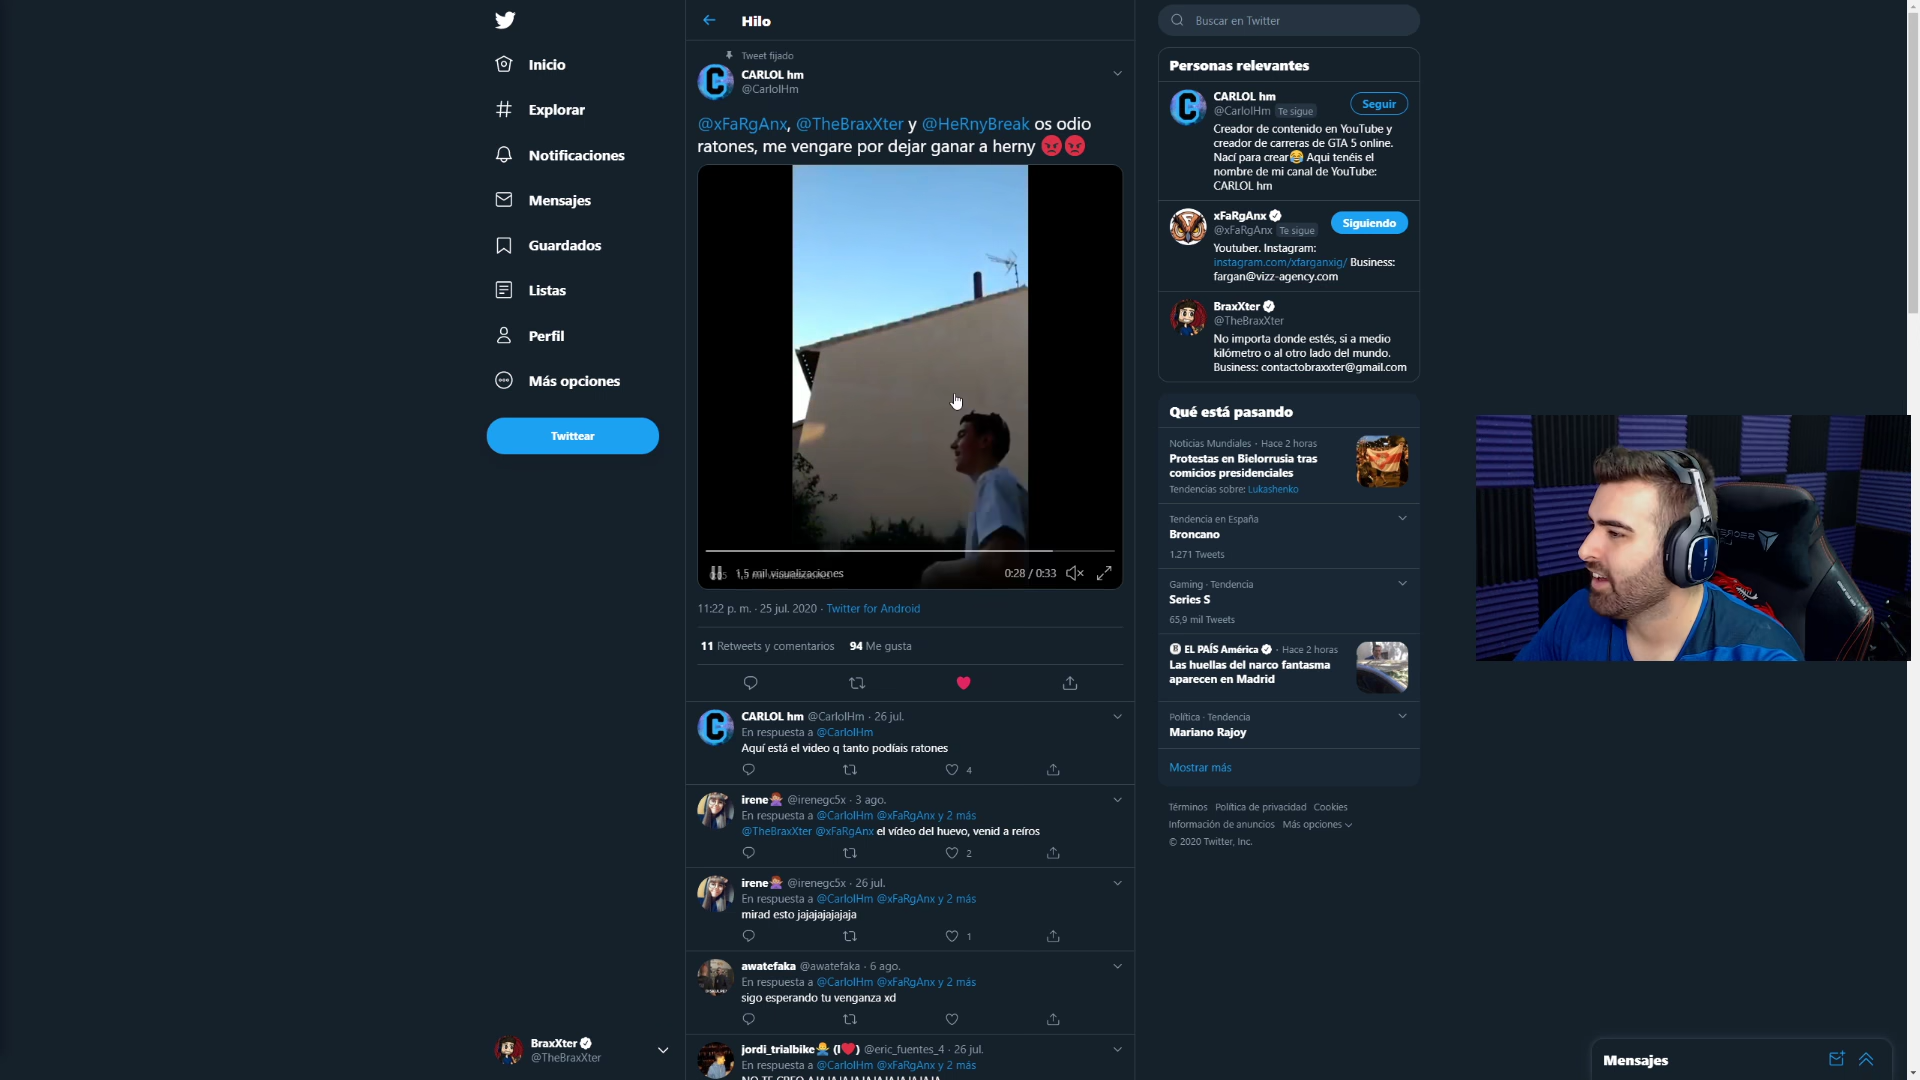 Inicio
Explorar
Notificaciones
Mensajes
Guardados
Listas
Perfil
Más opciones
Twittear
BraxXter
@TheBraxXter
Hilo
Tweet fijado
CARLOL hm
@CarlolHm
@xFaRgAnx, @TheBraxXter y @HeRnyBreak os odio
ratones, me vengare por dejar ganar a herny
1,5 mil visualizaciones
0:28 / 0:33
11:22 p. m. · 25 jul. 2020 · Twitter for Android
11 Retweets y comentarios 94 Me gusta
CARLOL hm @CarlolHm · 26 jul.
En respuesta a @CarlolHm
Aquí está el video q tanto podíais ratones
4
irene @irenegc5x · 3 ago.
En respuesta a @CarlolHm @xFaRgAnx y 2 más
@TheBraxXter @xFaRgAnx el vídeo del huevo, venid a reíros
2
irene @irenegc5x · 26 jul.
En respuesta a @CarlolHm @xFaRgAnx y 2 más
mirad esto jajajajajajaja
1
awatefaka @awatefaka · 6 ago.
En respuesta a @CarlolHm @xFaRgAnx y 2 más
sigo esperando tu venganza xd
jordi_trialbike (I ) @eric_fuentes_4 · 26 jul.
En respuesta a @CarlolHm @xFaRgAnx y 2 más
Buscar en Twitter
Personas relevantes
CARLOL hm
@CarlolHm Te sigue
Seguir
Creador de contenido en YouTube y
creador de carreras de GTA 5 online.
Nací para crear Aqui tenéis el
nombre de mi canal de YouTube:
CARLOL hm
xFaRgAnx
@xFaRgAnx Te sigue
Siguiendo
Youtuber. Instagram:
instagram.com/xfarganxig/ Business:
fargan@vizz-agency.com
BraxXter
@TheBraxXter
No importa donde estés, si a medio
kilómetro o al otro lado del mundo.
Business: contactobraxxter@gmail.com
Qué está pasando
Noticias Mundiales · Hace 2 horas
Protestas en Bielorrusia tras
comicios presidenciales
Tendencias sobre: Lukashenko
Tendencia en España
Broncano
1.271 Tweets
Gaming · Tendencia
Series S
65,9 mil Tweets
EL PAÍS América · Hace 2 horas
Las huellas del narco fantasma
aparecen en Madrid
Política · Tendencia
Mariano Rajoy
Mostrar más
Términos Política de privacidad Cookies
Información de anuncios Más opciones
© 2020 Twitter, Inc.
Mensajes